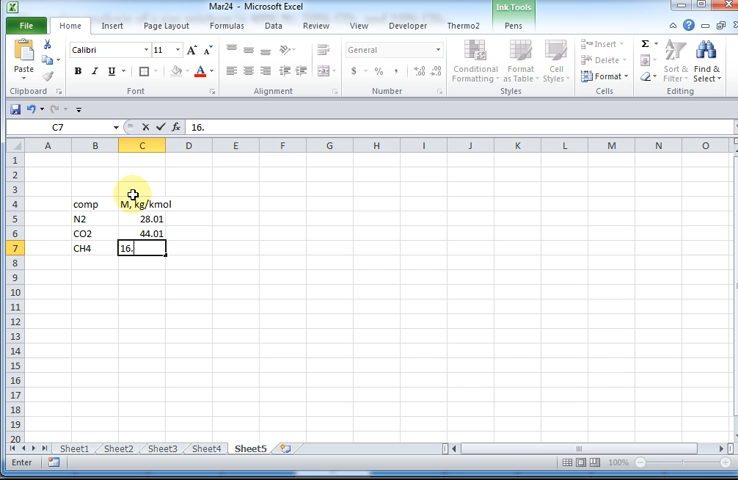 Mar24 - Microsoft Excel
Ink Tools
File Home Insert Page Layout Formulas Data Review View Developer Thermo2 Pens
Calibri 11 General
Paste
B I U
$ % ,
Conditional Formatting
Format as Table
Cell Styles
Insert
Delete
Format
Sort & Filter
Find & Select
Clipboard Font Alignment Number Styles Cells Editing
C7 fx 16.
A B C D E F G H I J K L M N O
1
2
3
4 comp M, kg/kmol
5 N2 28.01
6 CO2 44.01
7 CH4 16.
8
9
10
11
12
13
14
15
16
17
18
19
20
Sheet1 Sheet2 Sheet3 Sheet4 Sheet5
Enter 100%